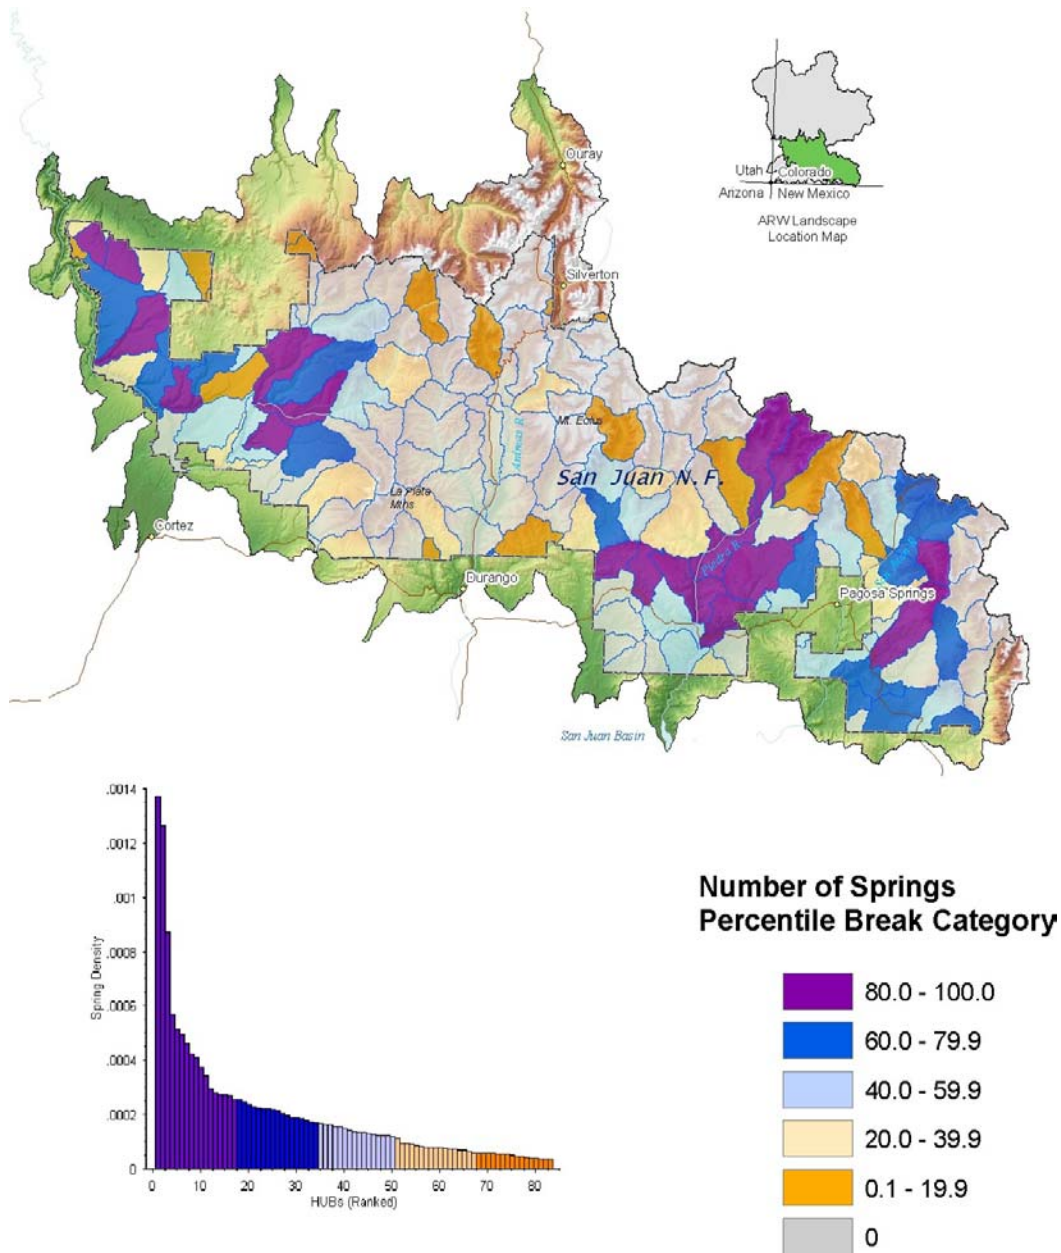 Ouray
Utah
Colorado
Arizona
New Mexico
ARW Landscape
Location Map
Silverton
Animas R
Mt. Eolus
San Juan N.F.
La Plata
Mtns
Cortez
Piedra R
Durango
Pagosa Springs
San Juan Basin
.0014
.0012
.001
.0008
.0006
.0004
.0002
0
Spring Density
0 10 20 30 40 50 60 70 80
HUBs (Ranked)
Number of Springs
Percentile Break Category
80.0 - 100.0
60.0 - 79.9
40.0 - 59.9
20.0 - 39.9
0.1 - 19.9
0